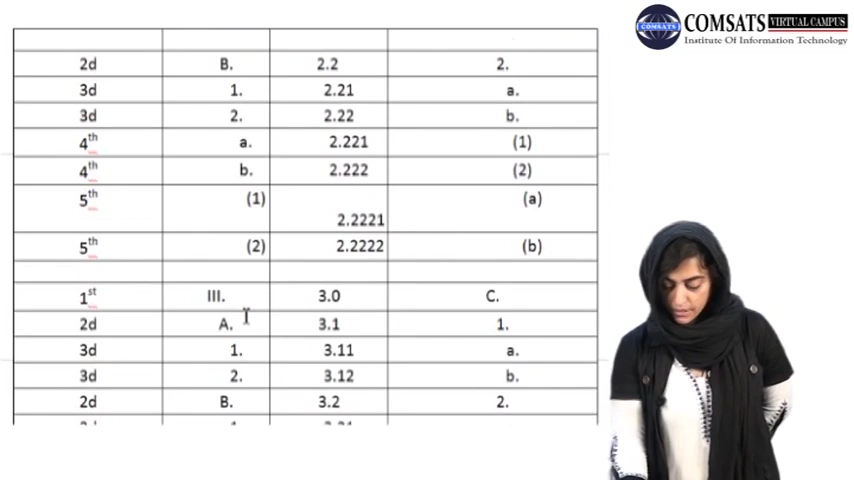 COMSATS VIRTUAL CAMPUS
COMSATS
Institute Of Information Technology
2d B. 2.2 2.
3d 1. 2.21 a.
3d 2. 2.22 b.
4th a. 2.221 (1)
4th b. 2.222 (2)
5th (1) 2.2221 (a)
5th (2) 2.2222 (b)
1st III. 3.0 C.
2d A. 3.1 1.
3d 1. 3.11 a.
3d 2. 3.12 b.
2d B. 3.2 2.